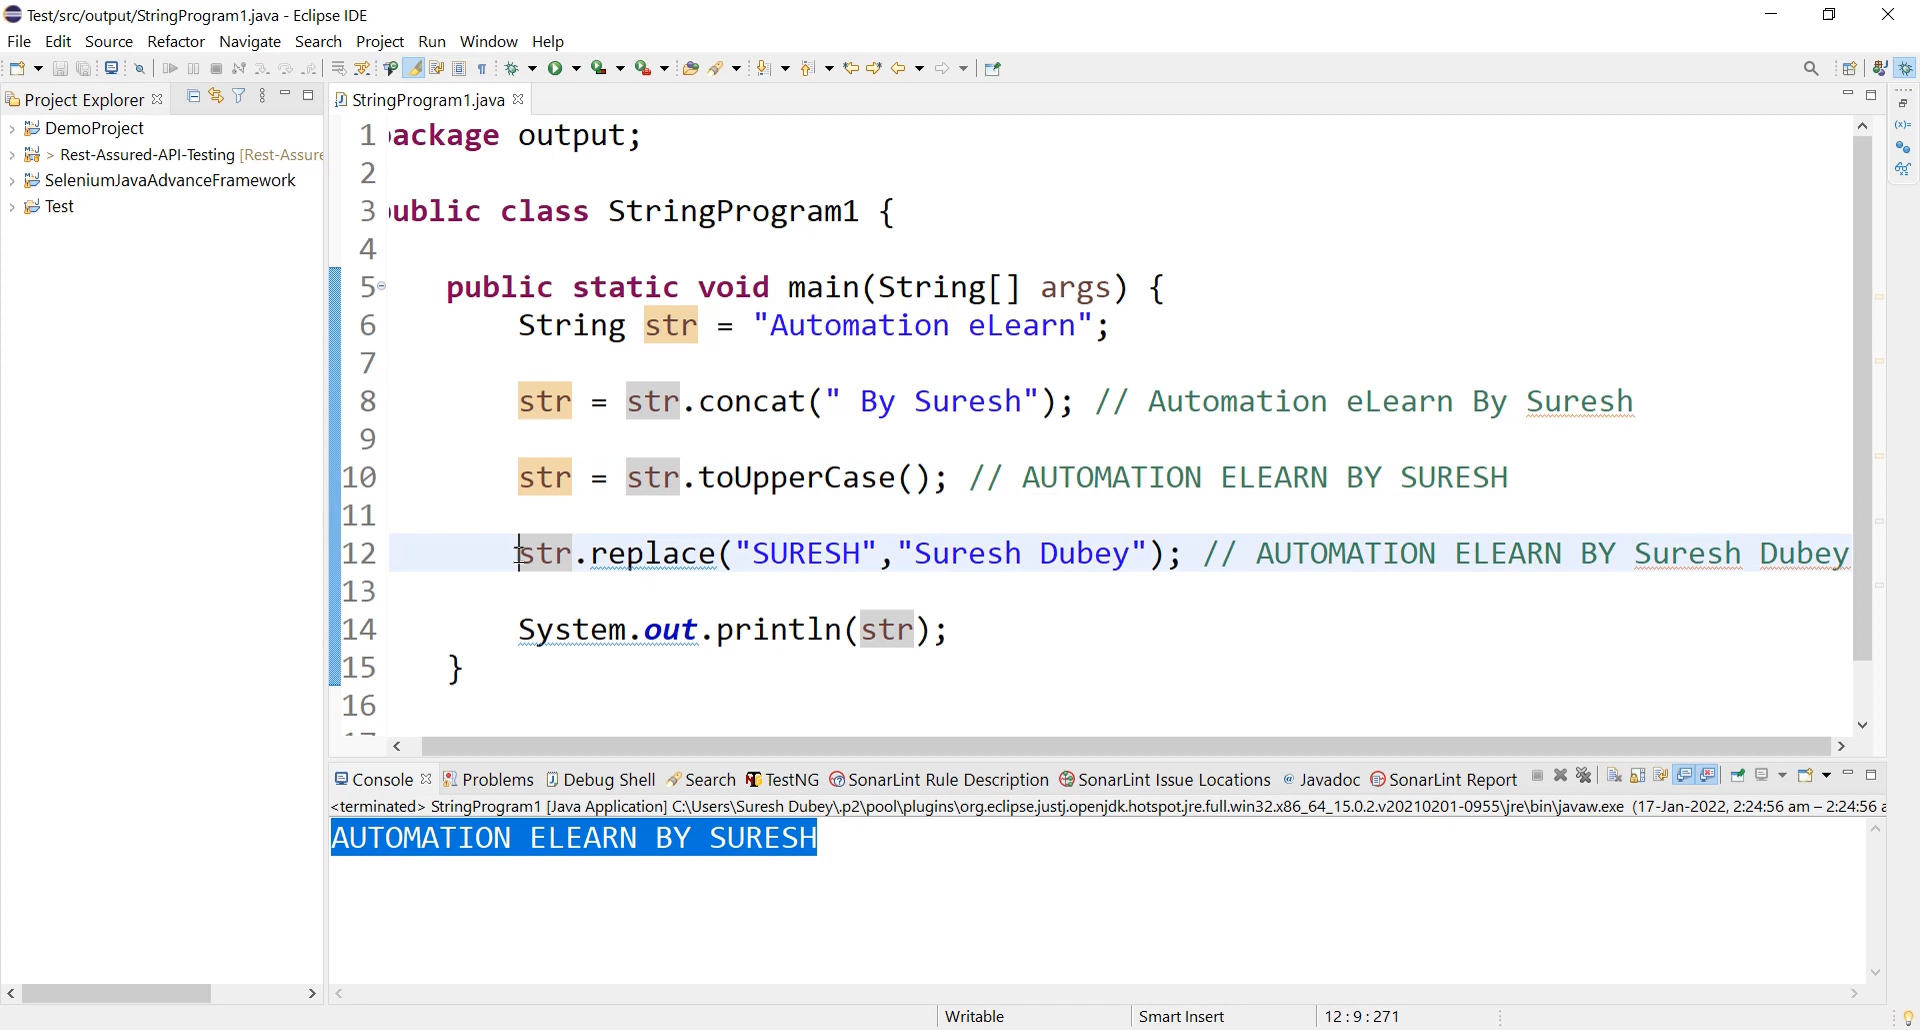 Test/src/output/StringProgram1.java - Eclipse IDE
File Edit Source Refactor Navigate Search Project Run Window Help
Project Explorer
StringProgram1.java
DemoProject
> Rest-Assured-API-Testing [Rest-Assure
SeleniumJavaAdvanceFramework
Test
1 ackage output;
2
3 ublic class StringProgram1 {
4
5 public static void main(String[] args) {
6 String str = "Automation eLearn";
7
8 str = str.concat(" By Suresh"); // Automation eLearn By Suresh
9
10 str = str.toUpperCase(); // AUTOMATION ELEARN BY SURESH
11
12 str.replace("SURESH","Suresh Dubey"); // AUTOMATION ELEARN BY Suresh Dubey
13
14 System.out.println(str);
15 }
16
Console Problems Debug Shell Search TestNG SonarLint Rule Description SonarLint Issue Locations @ Javadoc SonarLint Report
<terminated> StringProgram1 [Java Application] C:\Users\Suresh Dubey\.p2\pool\plugins\org.eclipse.justj.openjdk.hotspot.jre.full.win32.x86_64_15.0.2.v20210201-0955\jre\bin\javaw.exe (17-Jan-2022, 2:24:56 am – 2:24:56 a
AUTOMATION ELEARN BY SURESH
Writable Smart Insert 12 : 9 : 271